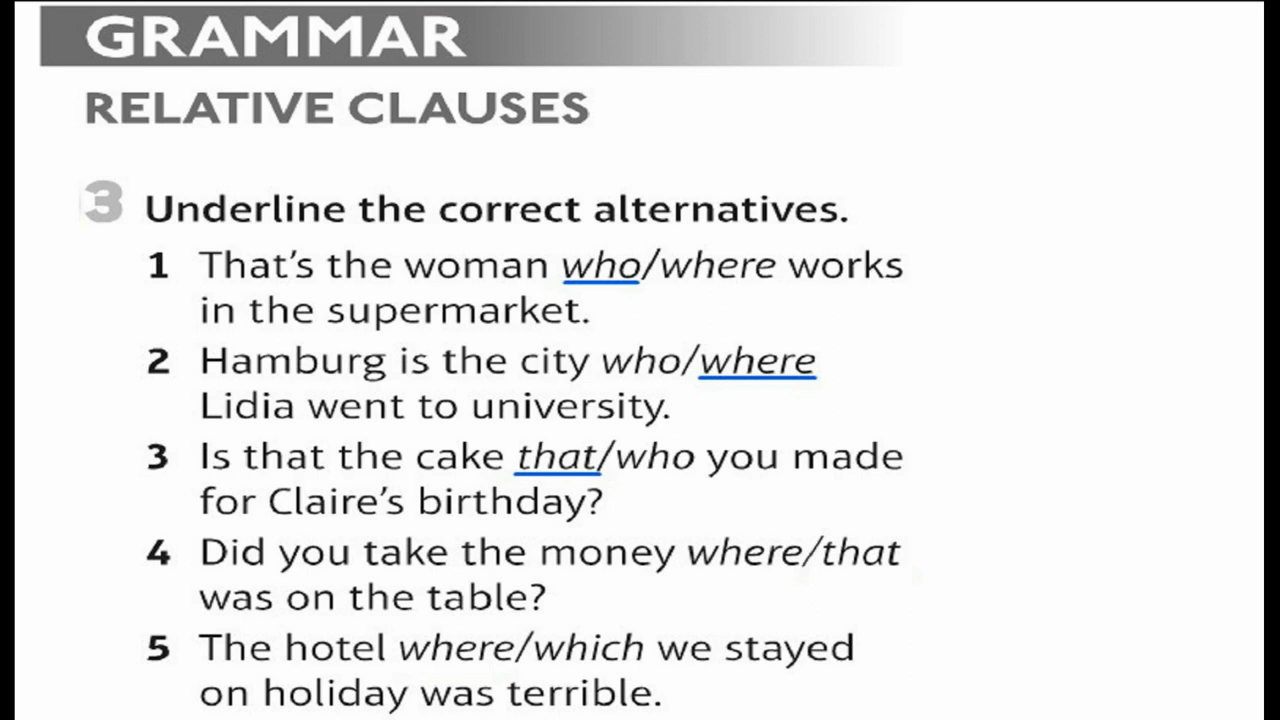 GRAMMAR
RELATIVE CLAUSES
3 Underline the correct alternatives.
1 That's the woman who/where works
in the supermarket.
2 Hamburg is the city who/where
Lidia went to university.
3 Is that the cake that/who you made
for Claire's birthday?
4 Did you take the money where/that
was on the table?
5 The hotel where/which we stayed
on holiday was terrible.